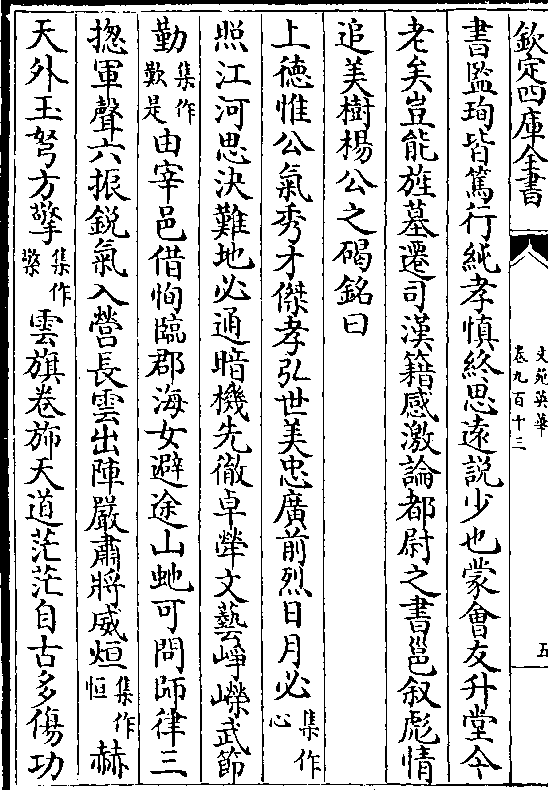 欽定四庫全書
文苑英華
卷九百十三
五
書監珣皆篤行純孝慎終思遠説少也蒙會友升堂今
老矣豈能旌墓遷司漢籍感激論都尉之書邕叙彪情
追美樹楊公之碣銘曰
上德惟公氣秀才傑孝弘世美忠廣前烈日月必集作心
照江河思決難地必通暗機先徹卓犖文藝崢嶸武節
勤集作歎是由宰邑借恂臨郡海女避途山虵可問師律三
揔軍聲六振鋭氣入營長雲出陣嚴肅將威烜集作恒赫
天外玉弩方擎集作檠雲旗卷斾天道茫茫自古多傷功